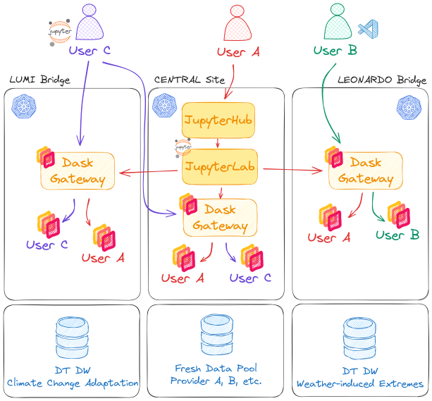 jupyter
User C
User A
User B
LUMI Bridge
CENTRAL Site
LEONARDO Bridge
JupyterHub
jupyter
JupyterLab
Dask
Gateway
Dask
Gateway
Dask
Gateway
User C
User A
User A
User C
User A
User B
DT DW
Climate Change Adaptation
Fresh Data Pool
Provider A, B, etc.
DT DW
Weather-induced Extremes